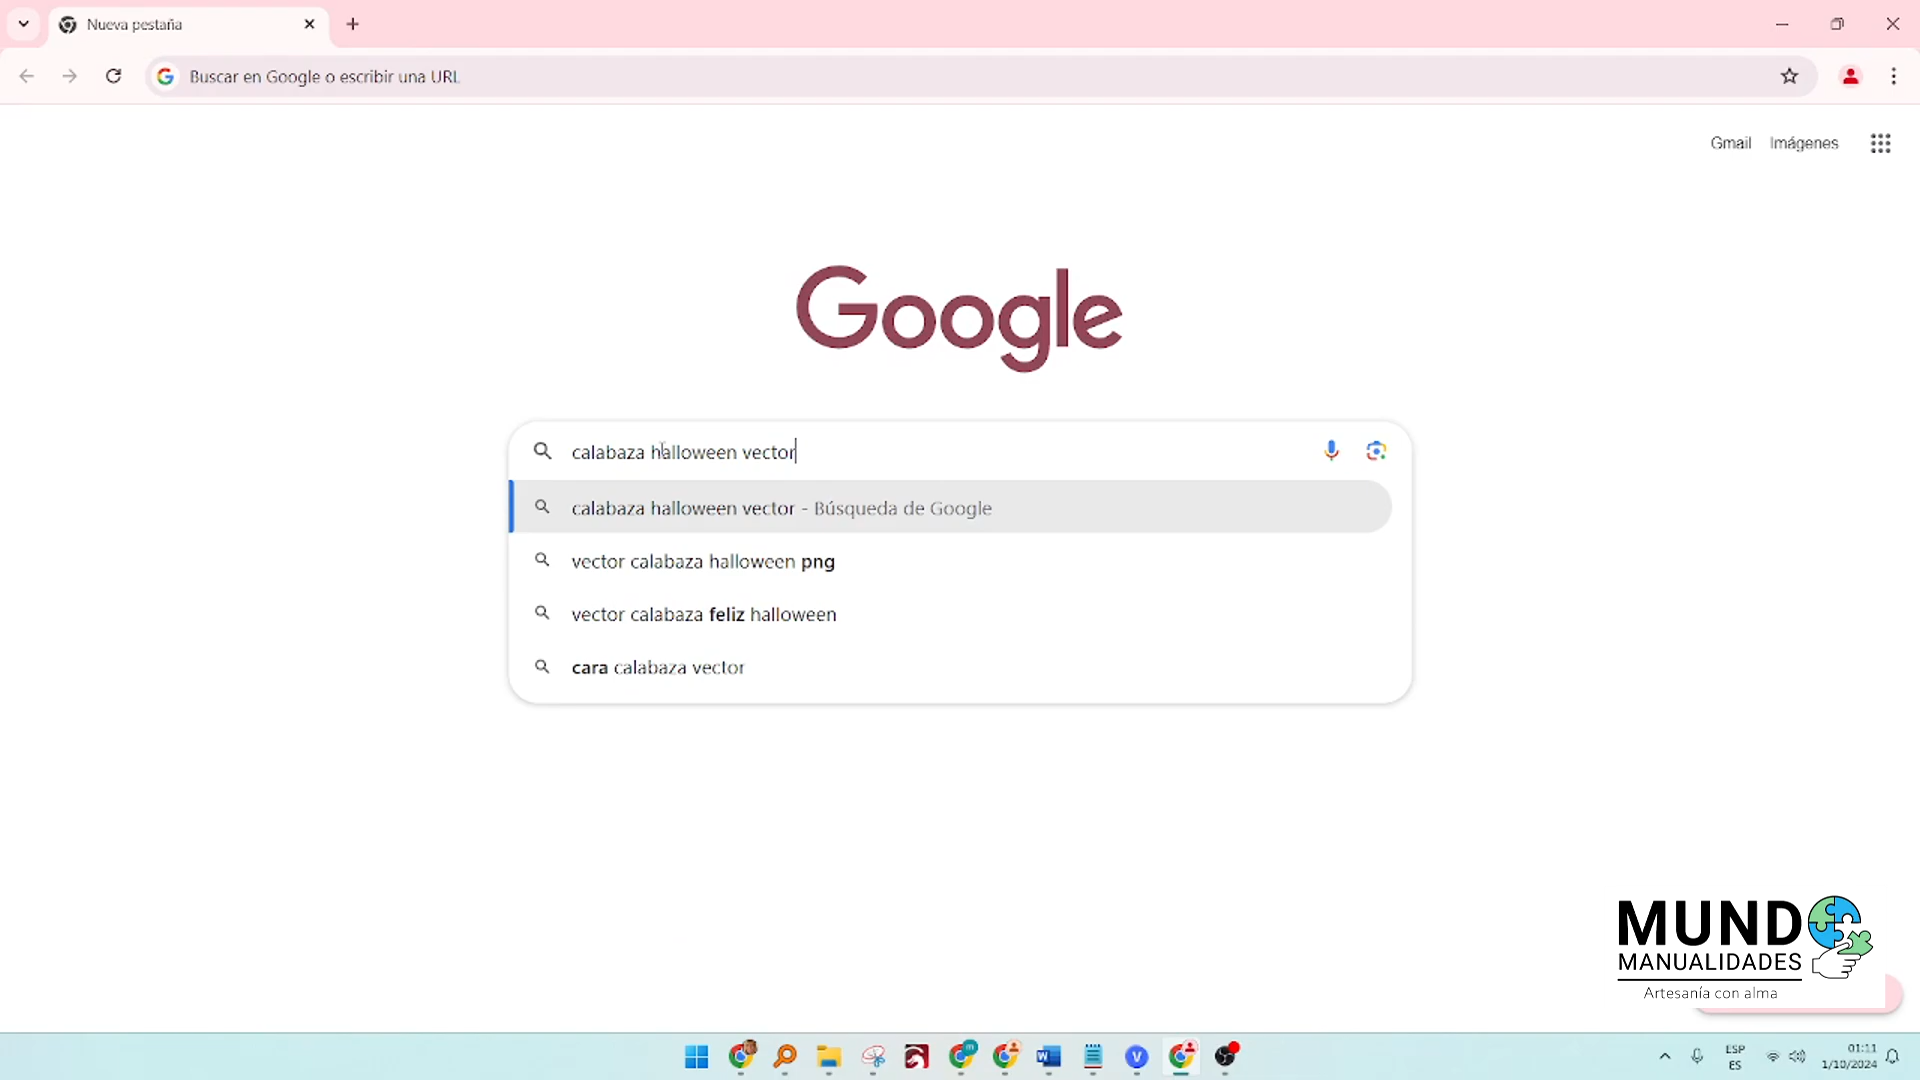 Nueva pestaña
Buscar en Google o escribir una URL
Gmail Imágenes
Google
calabaza halloween vector
calabaza halloween vector - Búsqueda de Google
vector calabaza halloween png
vector calabaza feliz halloween
cara calabaza vector
MUNDO
MANUALIDADES
Artesanía con alma
ESP
ES
01:11
1/10/2024